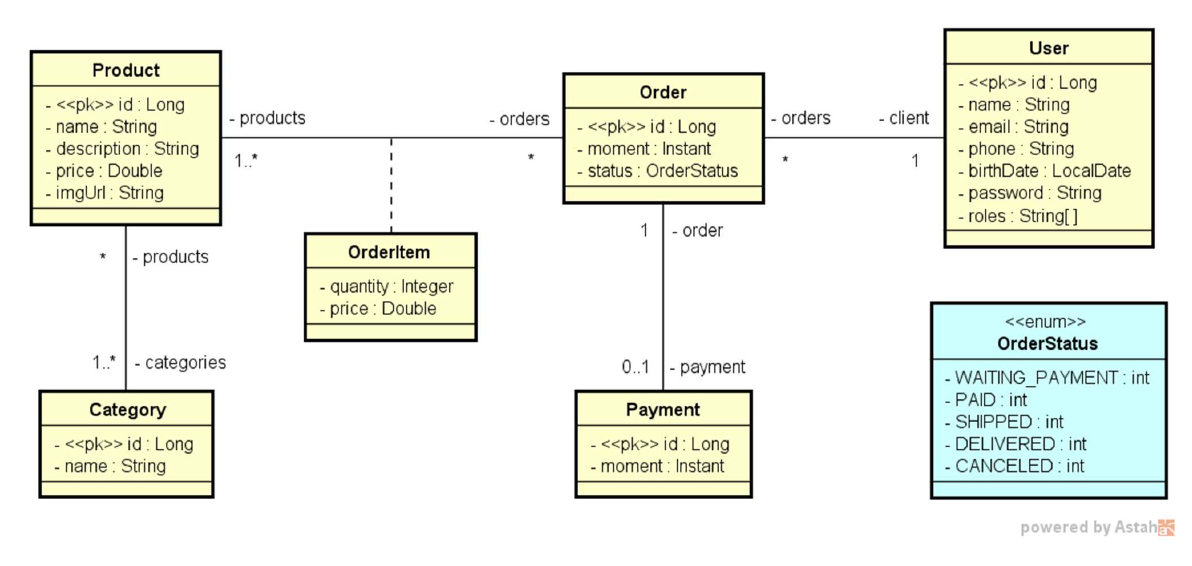 Product
- <<pk>> id : Long
- name : String
- description : String
- price : Double
- imgUrl : String
- products
1..*
- orders
*
Order
- <<pk>> id : Long
- moment : Instant
- status : OrderStatus
- orders
*
- client
1
User
- <<pk>> id : Long
- name : String
- email : String
- phone : String
- birthDate : LocalDate
- password : String
- roles : String[ ]
OrderItem
- quantity : Integer
- price : Double
* - products
1..* - categories
Category
- <<pk>> id : Long
- name : String
1 - order
0..1 - payment
Payment
- <<pk>> id : Long
- moment : Instant
<<enum>>
OrderStatus
- WAITING_PAYMENT : int
- PAID : int
- SHIPPED : int
- DELIVERED : int
- CANCELED : int
powered by Astah